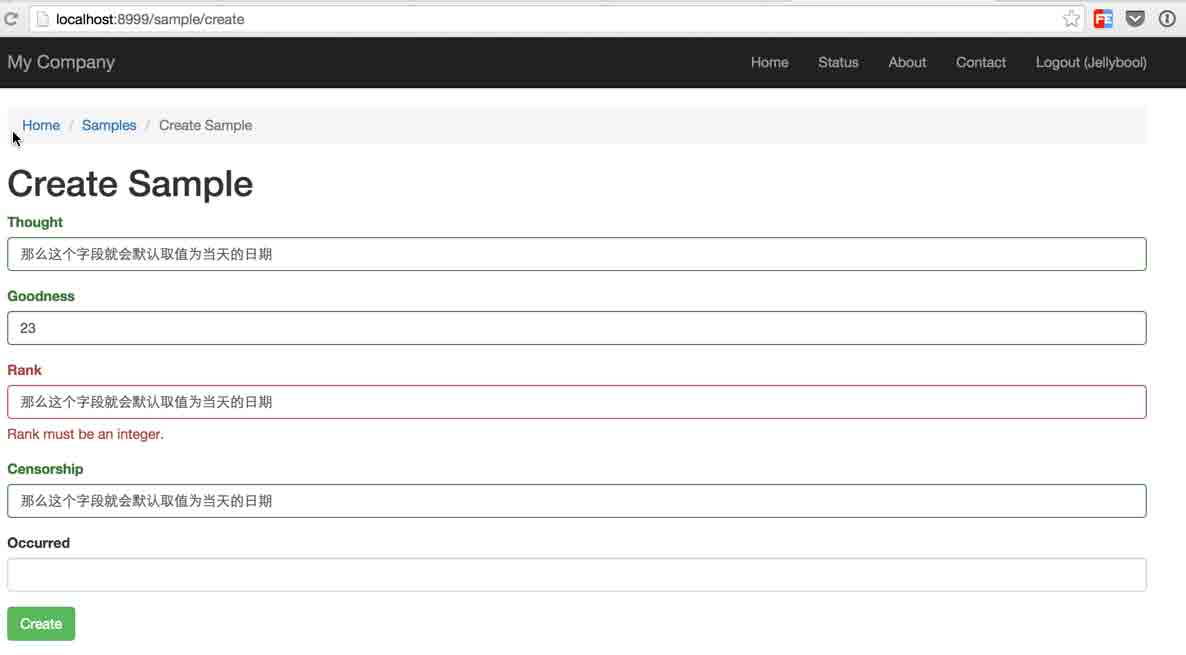 localhost:8999/sample/create
FE
My Company Home Status About Contact Logout (Jellybool)
Home / Samples / Create Sample
Create Sample
Thought
那么这个字段就会默认取值为当天的日期
Goodness
23
Rank
那么这个字段就会默认取值为当天的日期
Rank must be an integer.
Censorship
那么这个字段就会默认取值为当天的日期
Occurred
Create